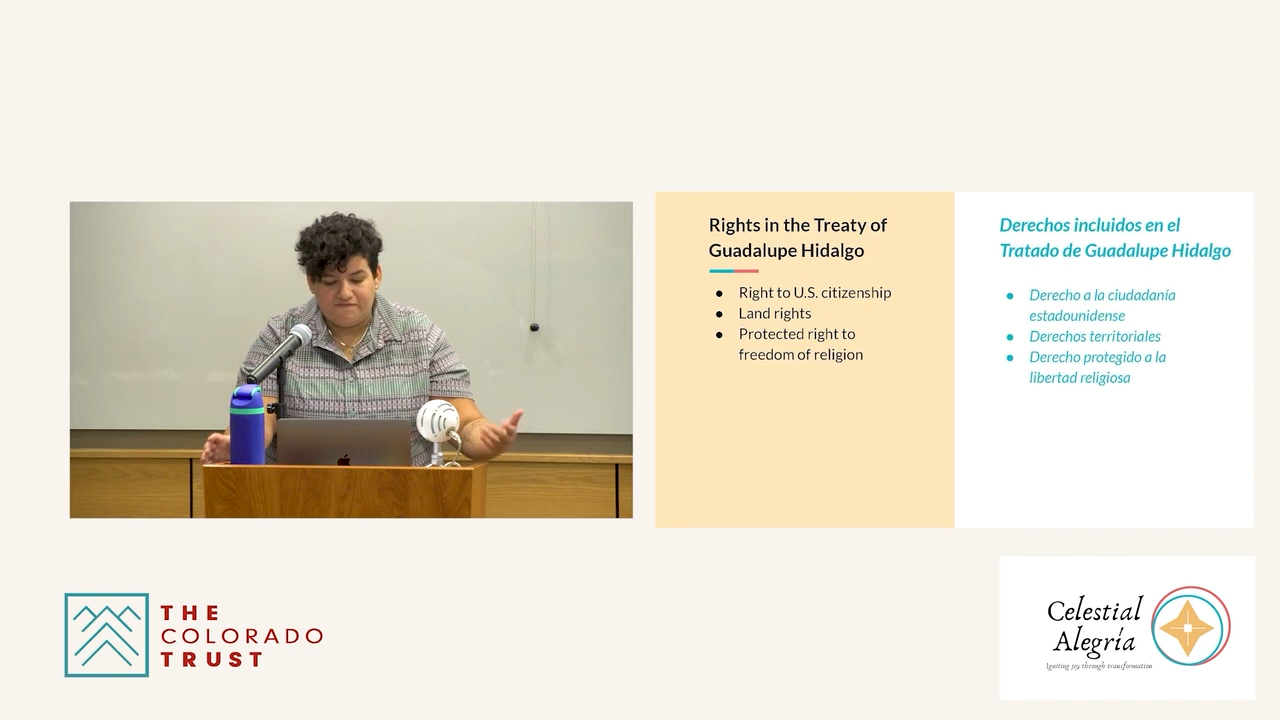 Rights in the Treaty of
Guadalupe Hidalgo
● Right to U.S. citizenship
● Land rights
● Protected right to
freedom of religion
Derechos incluidos en el
Tratado de Guadalupe Hidalgo
● Derecho a la ciudadanía
estadounidense
● Derechos territoriales
● Derecho protegido a la
libertad religiosa
THE
COLORADO
TRUST
Celestial
Alegría
Igniting joy through transformation